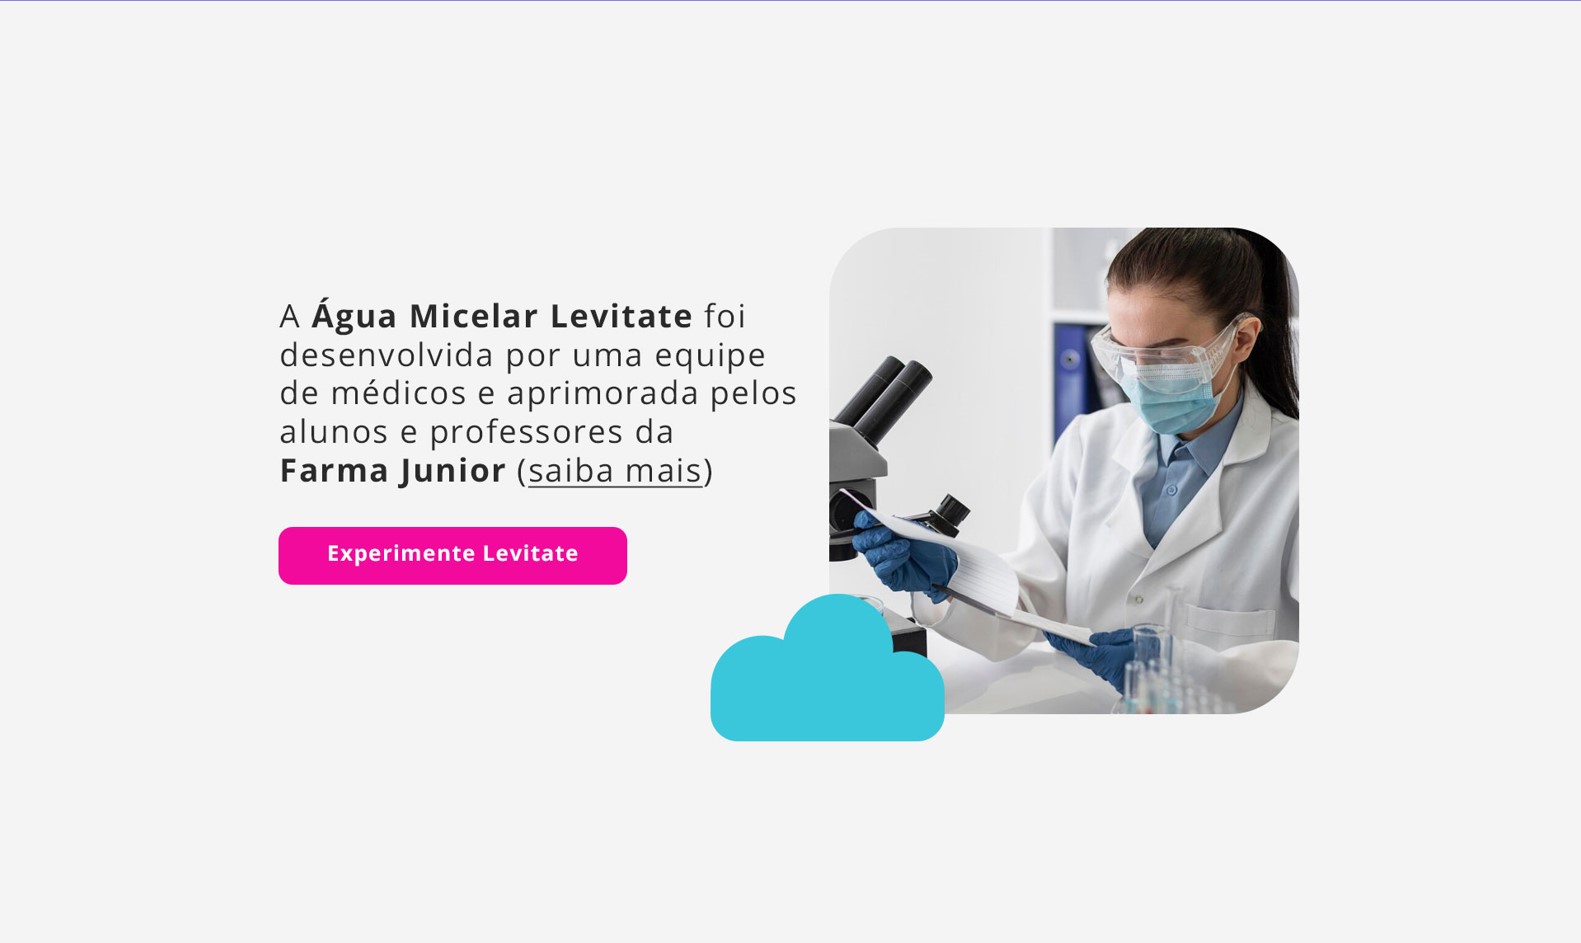 A Água Micelar Levitate foi
desenvolvida por uma equipe
de médicos e aprimorada pelos
alunos e professores da
Farma Junior (saiba mais)
Experimente Levitate